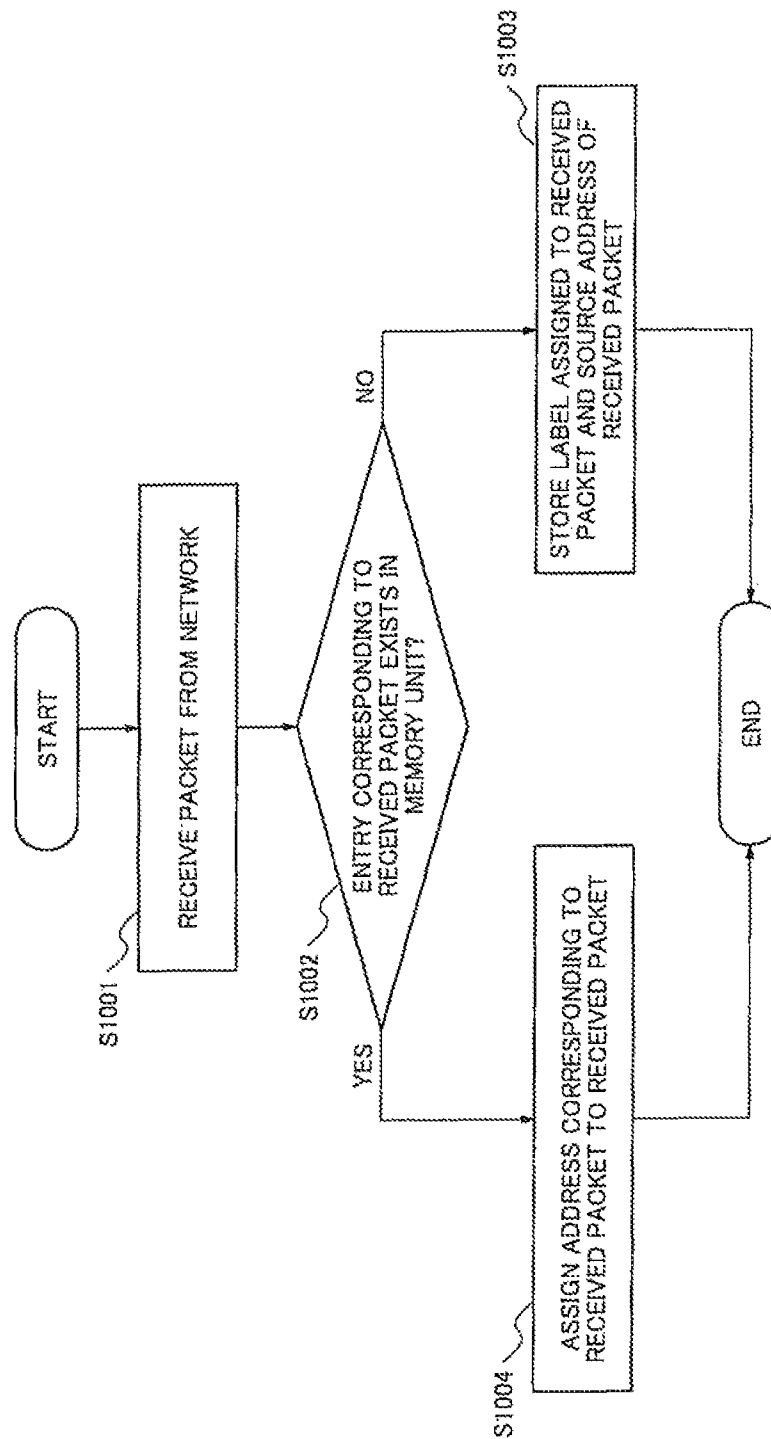 START
S1001
RECEIVE PACKET FROM NETWORK
S1002
ENTRY CORRESPONDING TO
RECEIVED PACKET EXISTS IN
MEMORY UNIT?
YES
NO
S1004
ASSIGN ADDRESS CORRESPONDING TO
RECEIVED PACKET TO RECEIVED PACKET
S1003
STORE LABEL ASSIGNED TO RECEIVED
PACKET AND SOURCE ADDRESS OF
RECEIVED PACKET
END